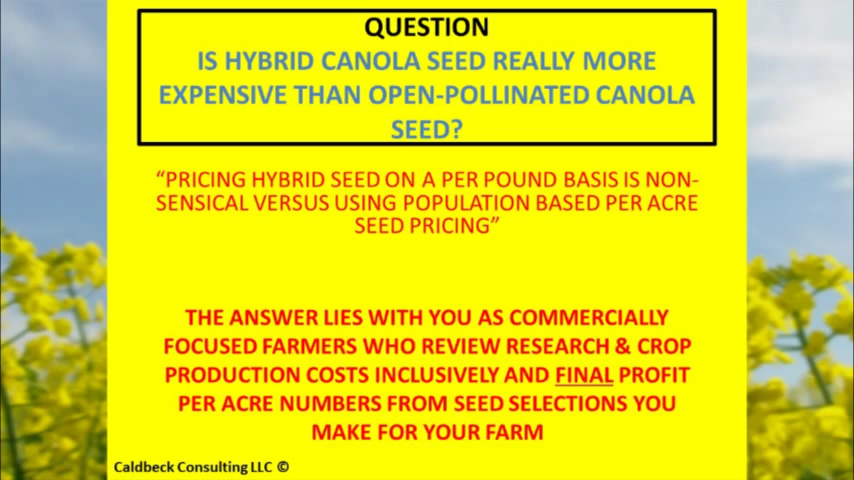 QUESTION
IS HYBRID CANOLA SEED REALLY MORE
EXPENSIVE THAN OPEN-POLLINATED CANOLA
SEED?
“PRICING HYBRID SEED ON A PER POUND BASIS IS NON-
SENSICAL VERSUS USING POPULATION BASED PER ACRE
SEED PRICING”
THE ANSWER LIES WITH YOU AS COMMERCIALLY
FOCUSED FARMERS WHO REVIEW RESEARCH & CROP
PRODUCTION COSTS INCLUSIVELY AND FINAL PROFIT
PER ACRE NUMBERS FROM SEED SELECTIONS YOU
MAKE FOR YOUR FARM
Caldbeck Consulting LLC ©